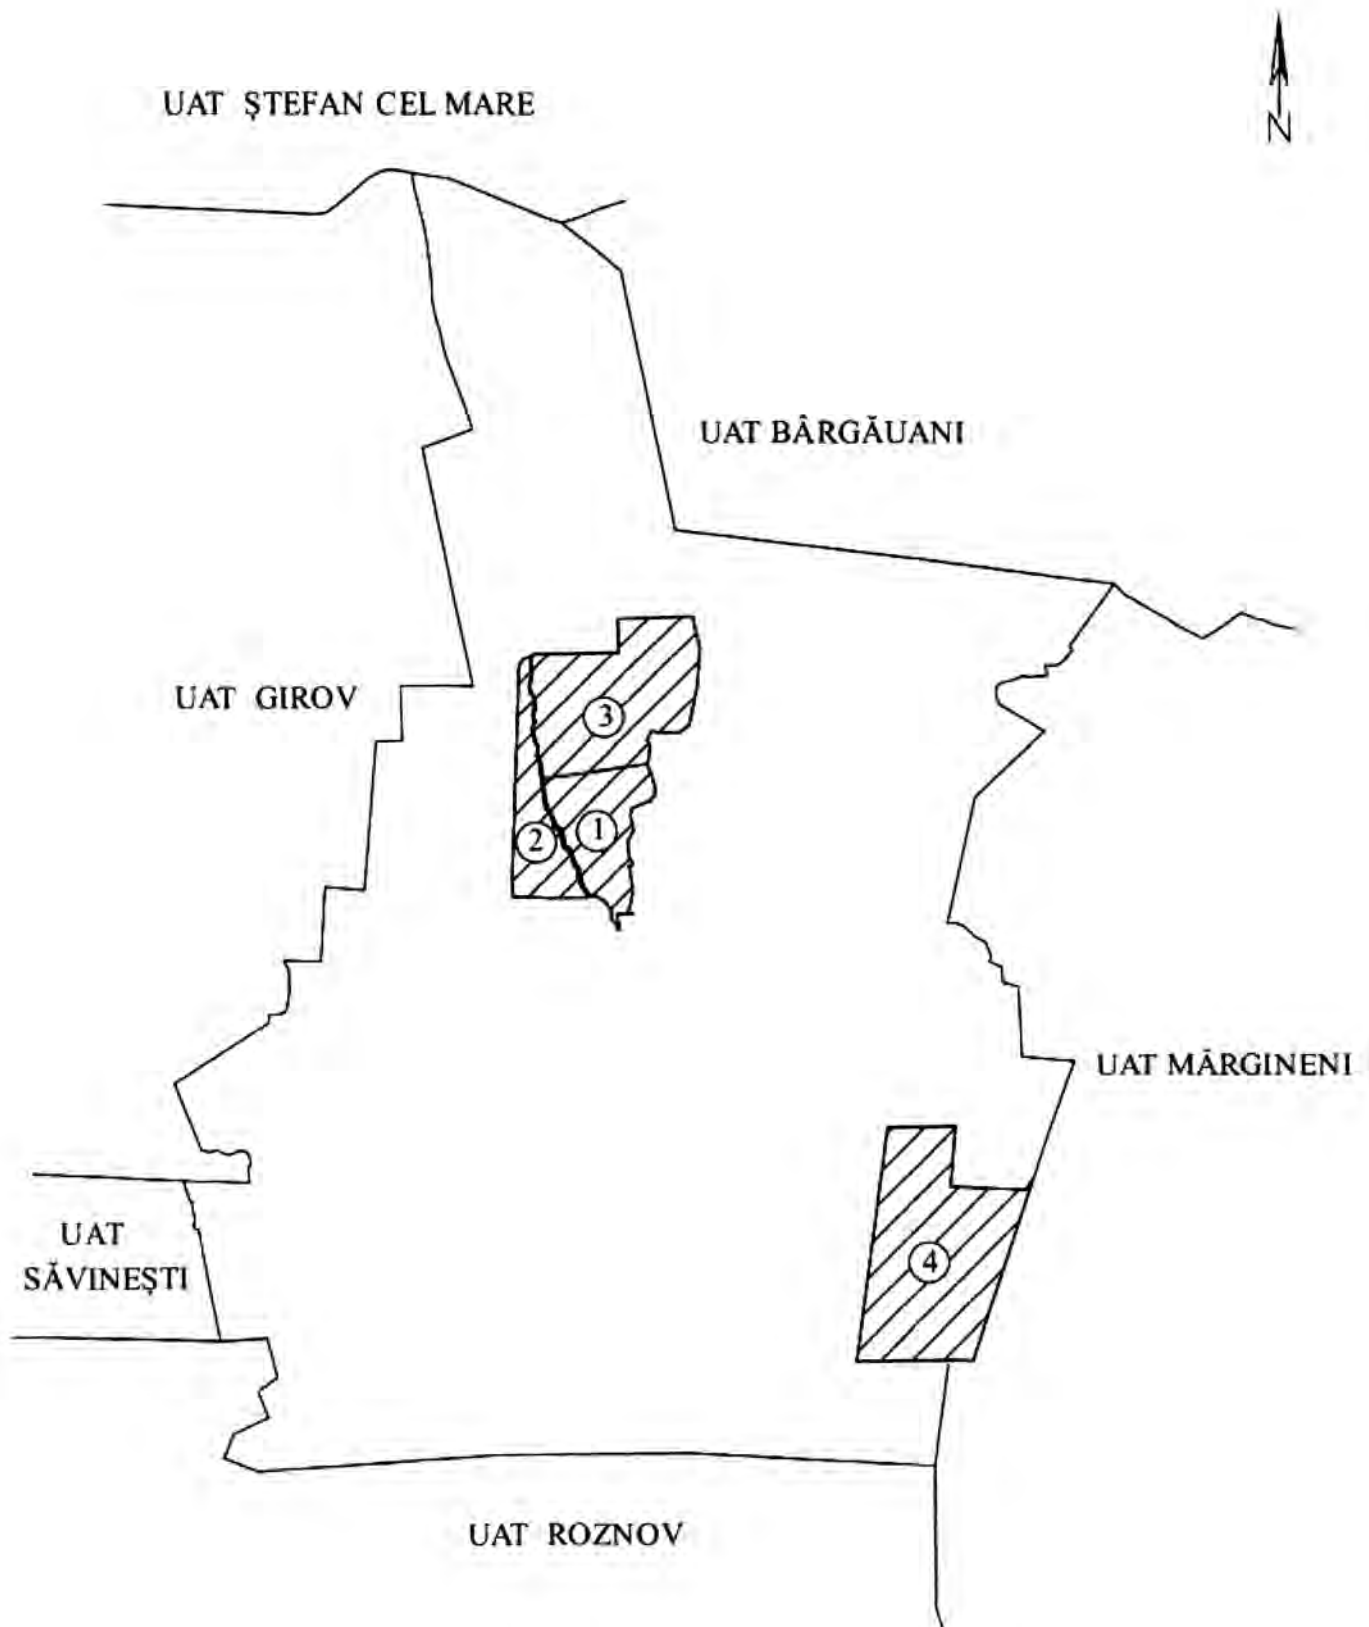 UAT ȘTEFAN CEL MARE
N
UAT BÂRGĂUANI
UAT GIROV
3
2
1
UAT MĂRGINENI
UAT
SĂVINEȘTI
4
UAT ROZNOV